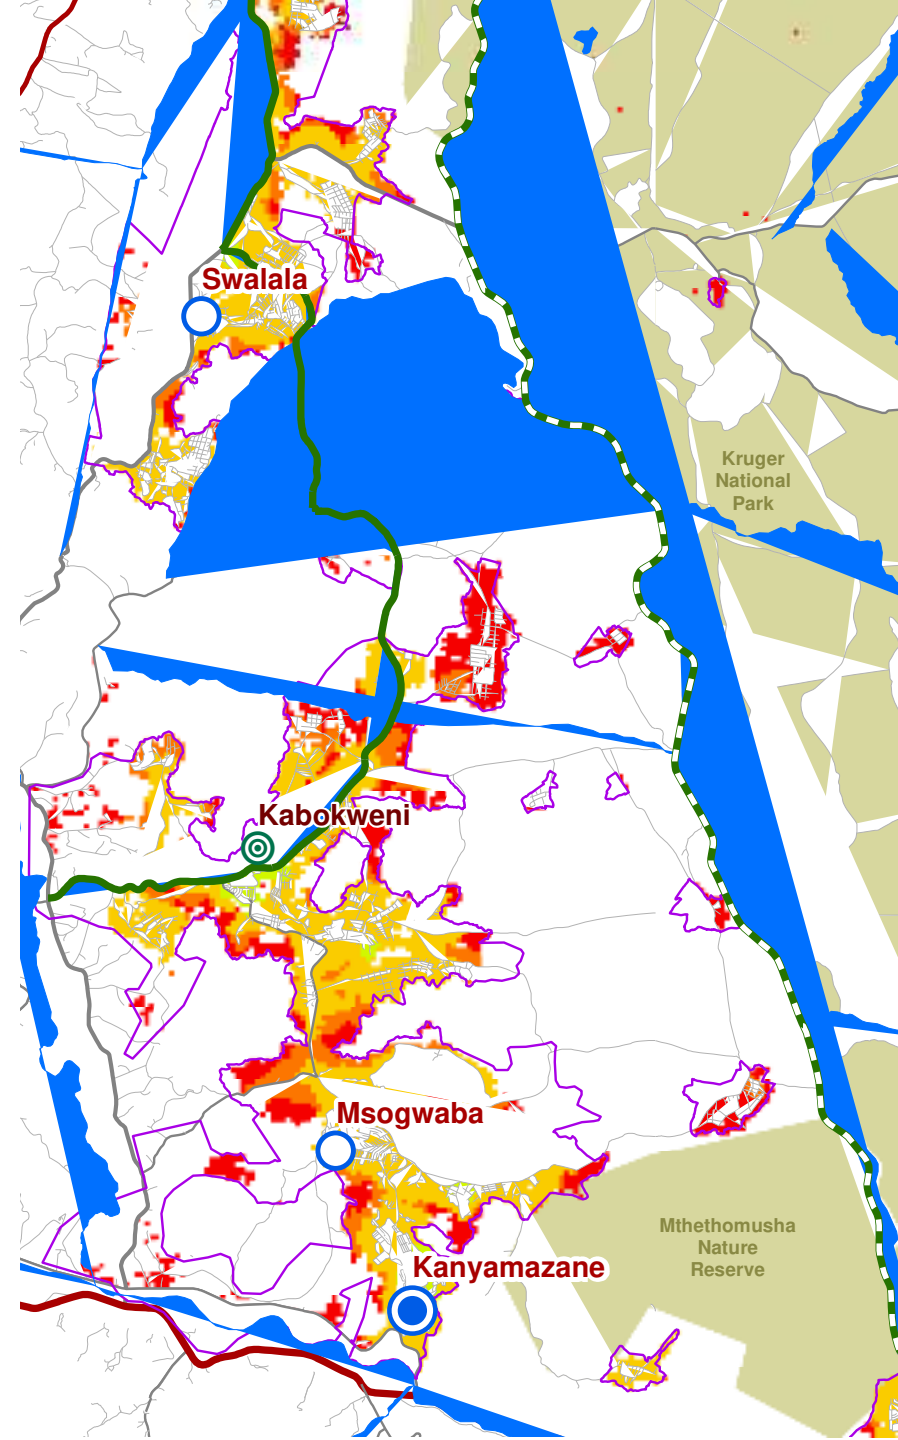 Swalala
Kruger
National
Park
Kabokweni
Msogwaba
Mthethomusha
Nature
Reserve
Kanyamazane